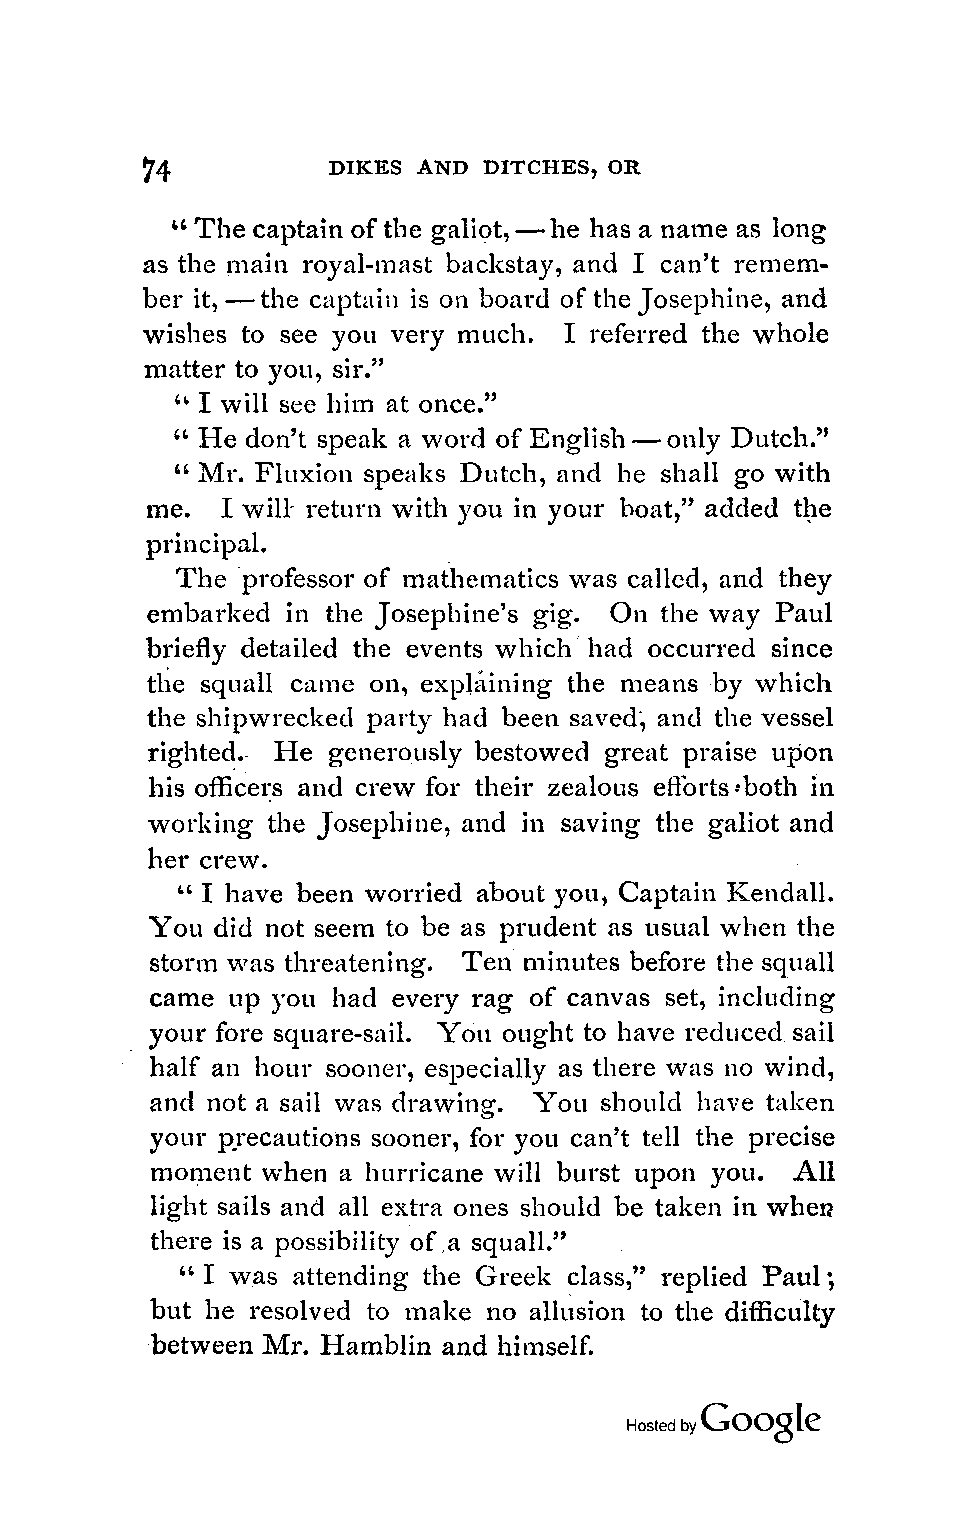 74 DIKES AND DITCHES, OR
“ The captain of the galiot, — he has a name as long
as the main royal-mast backstay, and I can’t remem-
ber it, — the captain is on board of the Josephine, and
wishes to see you very much. I referred the whole
matter to you, sir.”
“ I will see him at once.”
“ He don’t speak a word of English — only Dutch.”
“ Mr. Fluxion speaks Dutch, and he shall go with
me. I will return with you in your boat,” added the
principal.
The professor of mathematics was called, and they
embarked in the Josephine’s gig. On the way Paul
briefly detailed the events which had occurred since
the squall came on, explaining the means by which
the shipwrecked party had been saved, and the vessel
righted. He generously bestowed great praise upon
his officers and crew for their zealous efforts both in
working the Josephine, and in saving the galiot and
her crew.
“ I have been worried about you, Captain Kendall.
You did not seem to be as prudent as usual when the
storm was threatening. Ten minutes before the squall
came up you had every rag of canvas set, including
your fore square-sail. You ought to have reduced sail
half an hour sooner, especially as there was no wind,
and not a sail was drawing. You should have taken
your precautions sooner, for you can’t tell the precise
moment when a hurricane will burst upon you. All
light sails and all extra ones should be taken in when
there is a possibility of a squall.”
“ I was attending the Greek class,” replied Paul;
but he resolved to make no allusion to the difficulty
between Mr. Hamblin and himself.
Hosted by Google